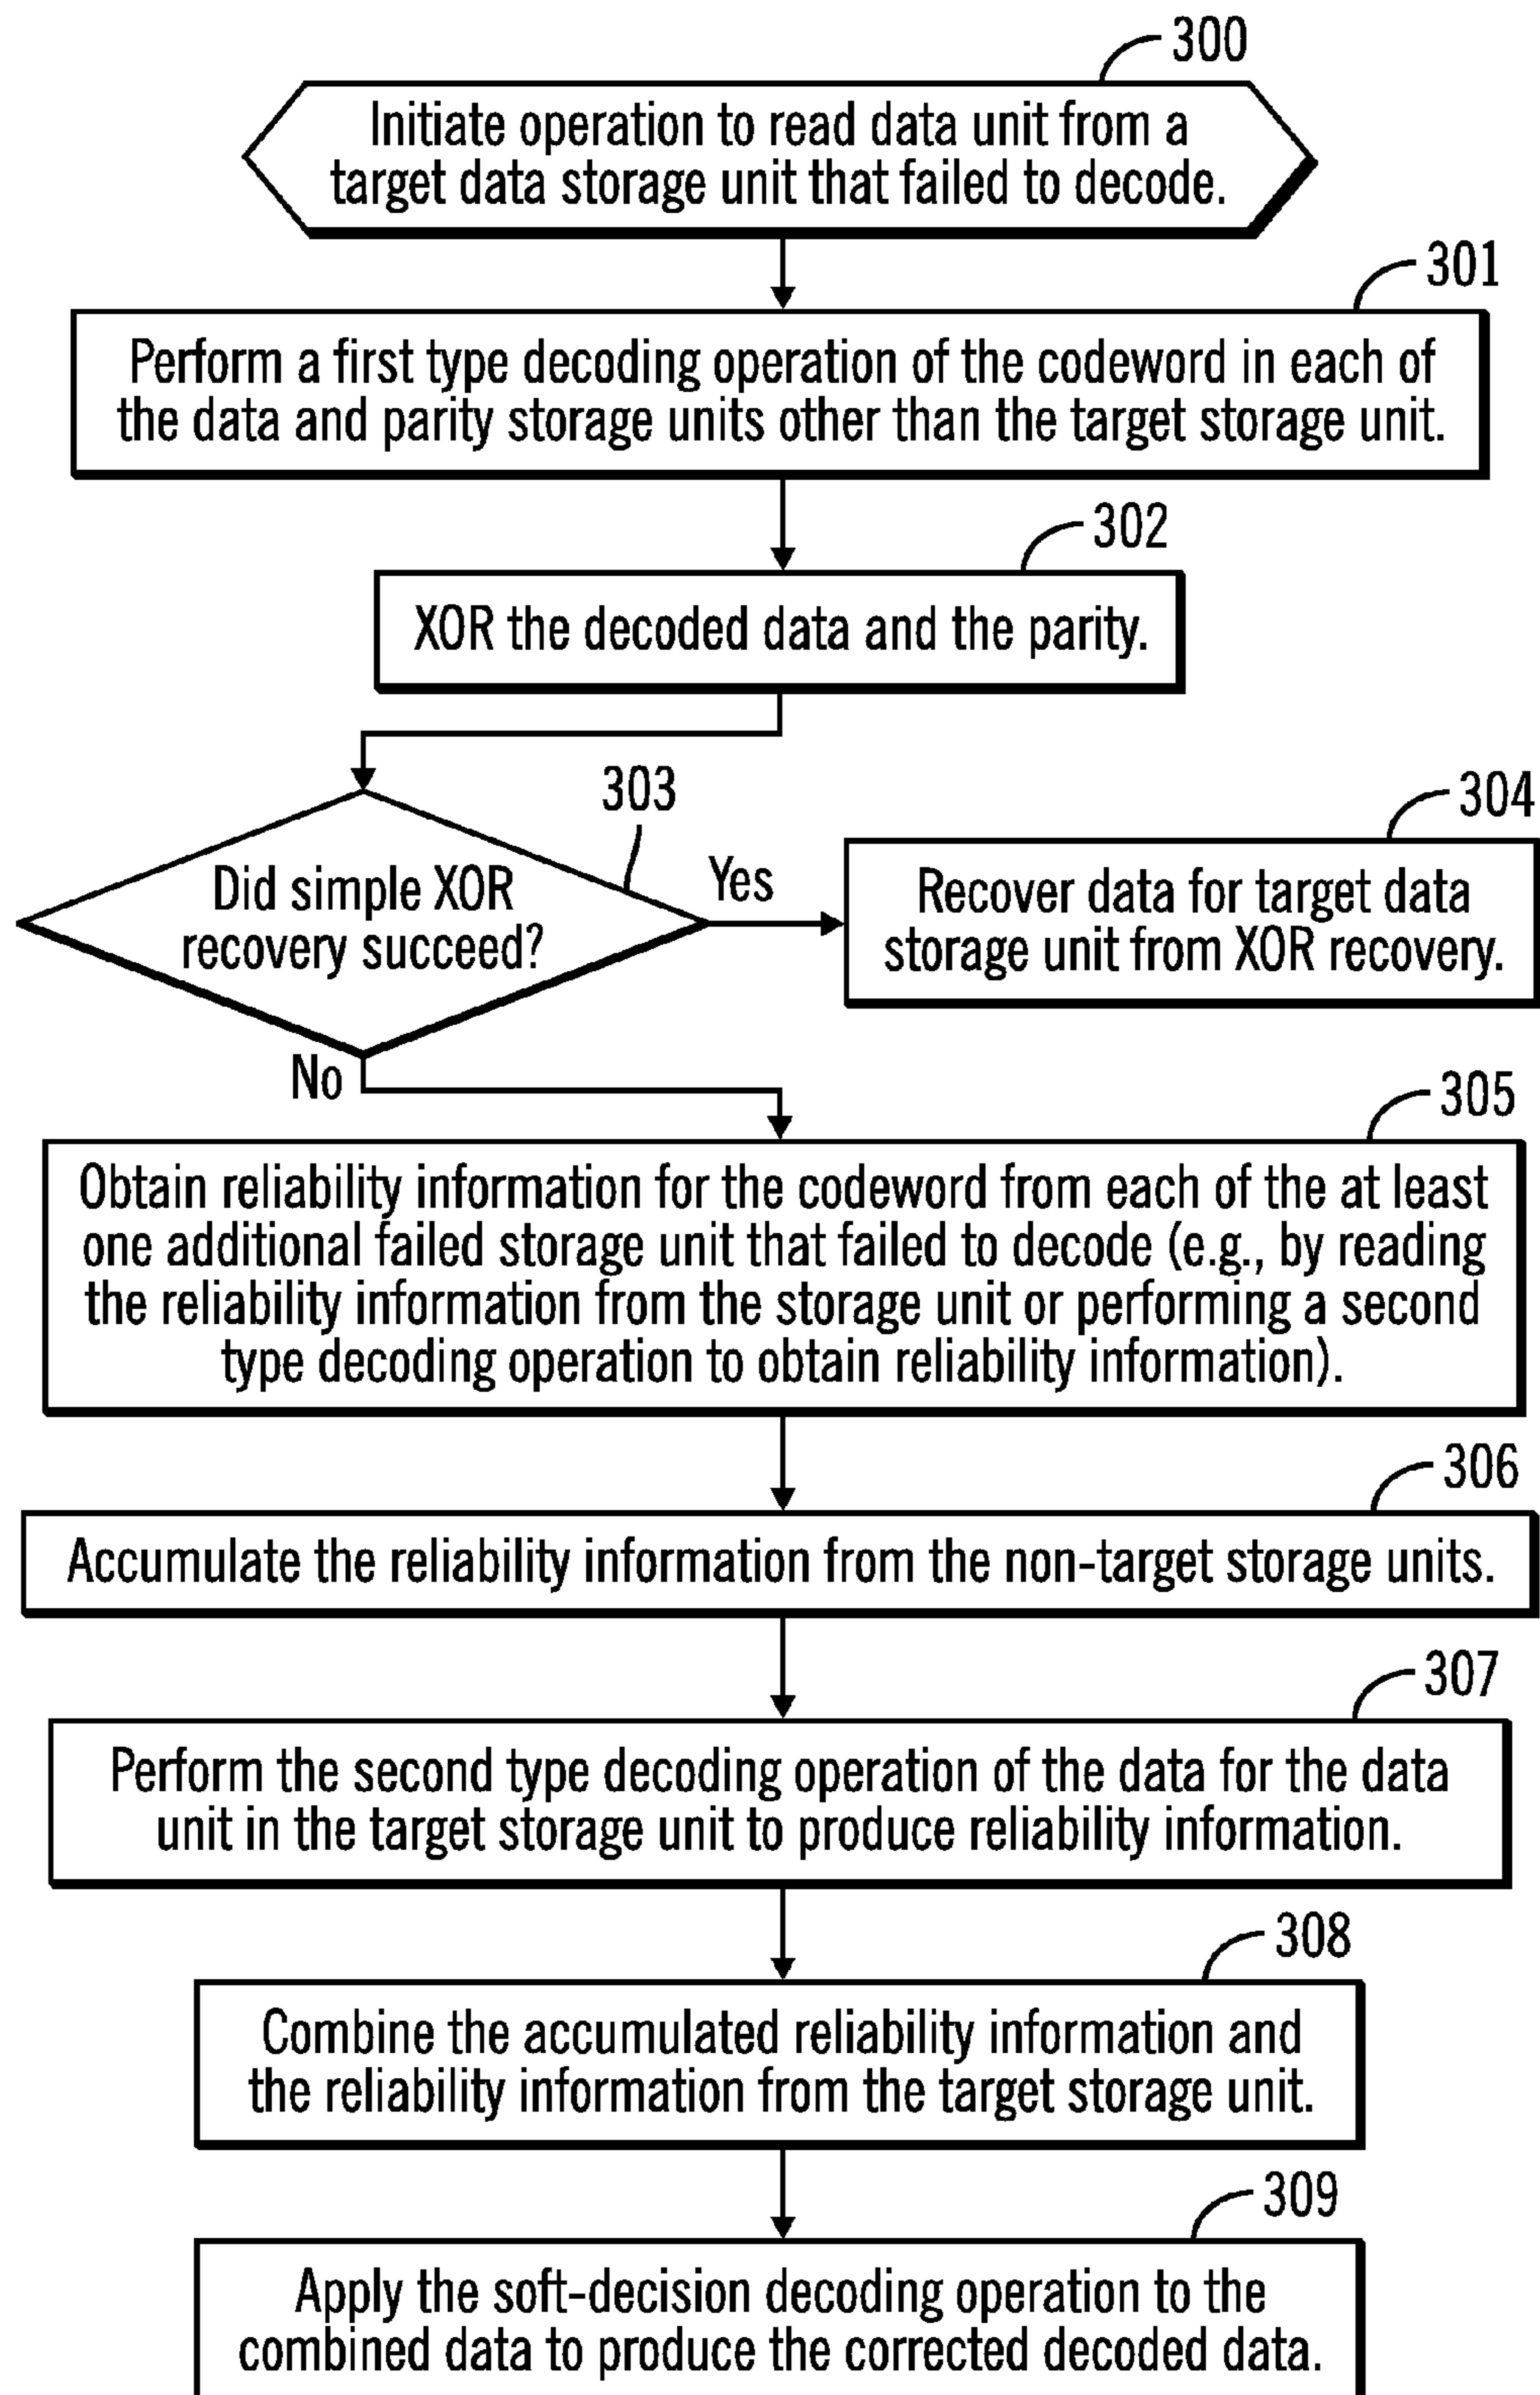 300
Initiate operation to read data unit from a
target data storage unit that failed to decode.
301
Perform a first type decoding operation of the codeword in each of
the data and parity storage units other than the target storage unit.
302
XOR the decoded data and the parity.
303
Did simple XOR
recovery succeed?
Yes
304
Recover data for target data
storage unit from XOR recovery.
No
305
Obtain reliability information for the codeword from each of the at least
one additional failed storage unit that failed to decode (e.g., by reading
the reliability information from the storage unit or performing a second
type decoding operation to obtain reliability information).
306
Accumulate the reliability information from the non-target storage units.
307
Perform the second type decoding operation of the data for the data
unit in the target storage unit to produce reliability information.
308
Combine the accumulated reliability information and
the reliability information from the target storage unit.
309
Apply the soft-decision decoding operation to the
combined data to produce the corrected decoded data.